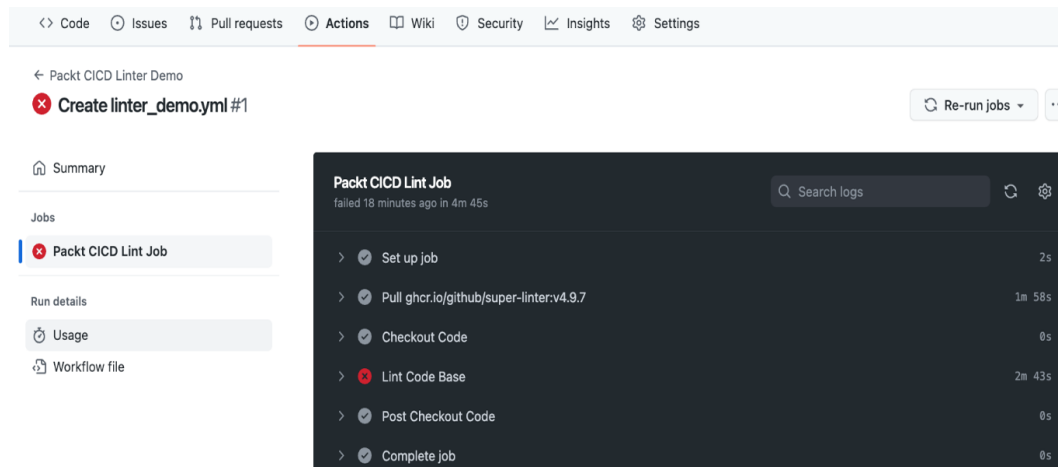 Code Issues Pull requests Actions Wiki Security Insights Settings
Packt CICD Linter Demo
Create linter_demo.yml #1
Re-run jobs
Summary
Jobs
Packt CICD Lint Job
Run details
Usage
Workflow file
Packt CICD Lint Job
failed 18 minutes ago in 4m 45s
Search logs
Set up job 2s
Pull ghcr.io/github/super-linter:v4.9.7 1m 58s
Checkout Code 0s
Lint Code Base 2m 43s
Post Checkout Code 0s
Complete job 0s